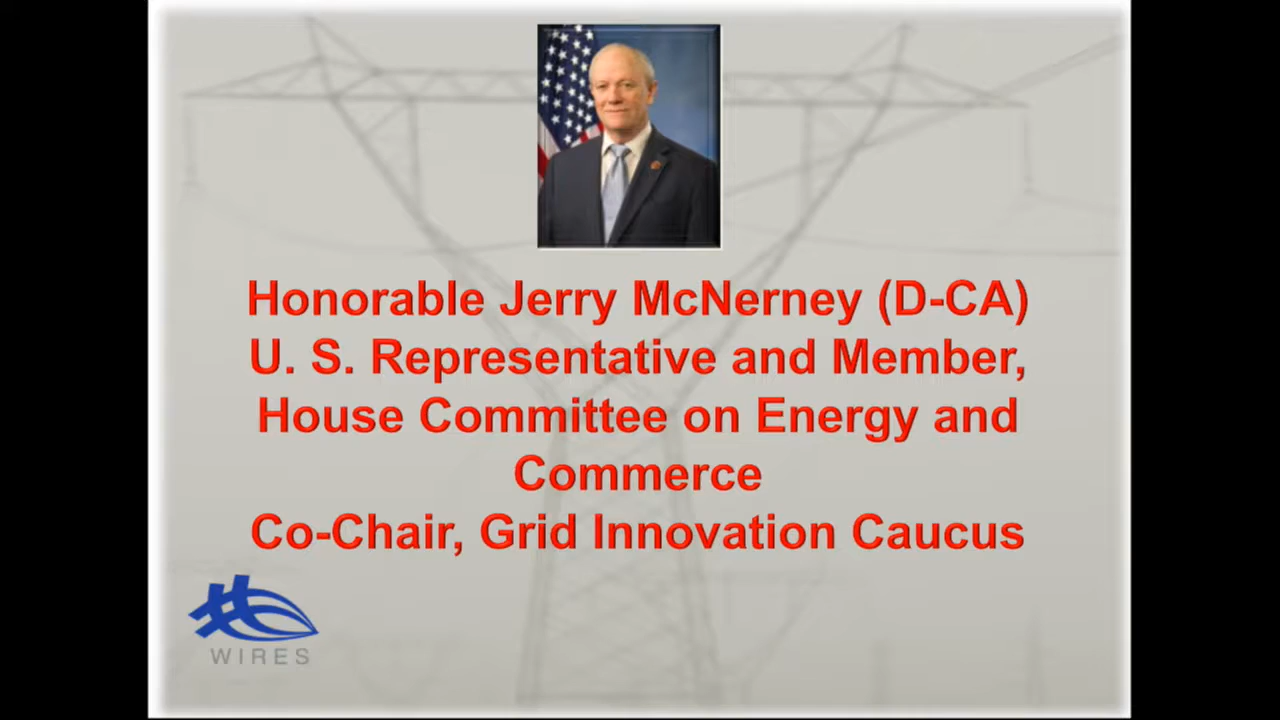 Honorable Jerry McNerney (D-CA)
U. S. Representative and Member,
House Committee on Energy and
Commerce
Co-Chair, Grid Innovation Caucus
WIRES